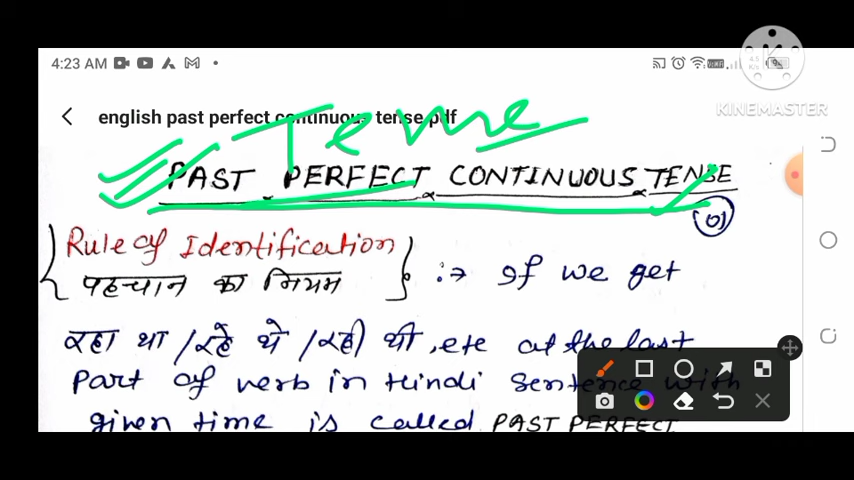 4:23 AM
KINEMASTER
english past perfect continuous tense.pdf
Teme
PAST PERFECT CONTINUOUS TENSE
01
Rule of Identification
पहचान का नियम :→ If we get
रहा था /रहे थे /रही थी ,etc at the last
Part of verb in Hindi Sentence with
given time is called PAST PERFECT